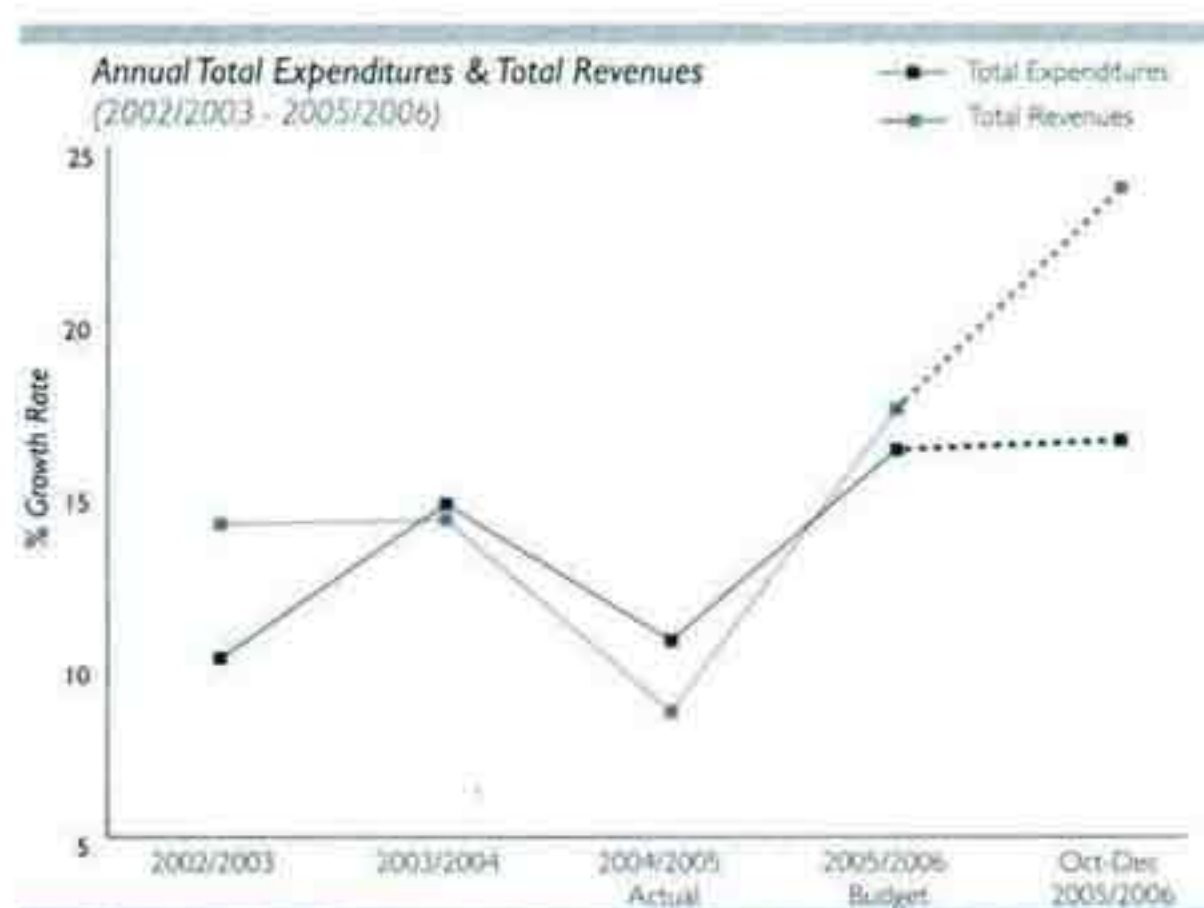 Annual Total Expenditures & Total Revenues
(2002/2003 - 2005/2006)
Total Expenditures
Total Revenues
25
20
15
10
5
% Growth Rate
2002/2003
2003/2004
2004/2005
Actual
2005/2006
Budget
Oct-Dec
2005/2006